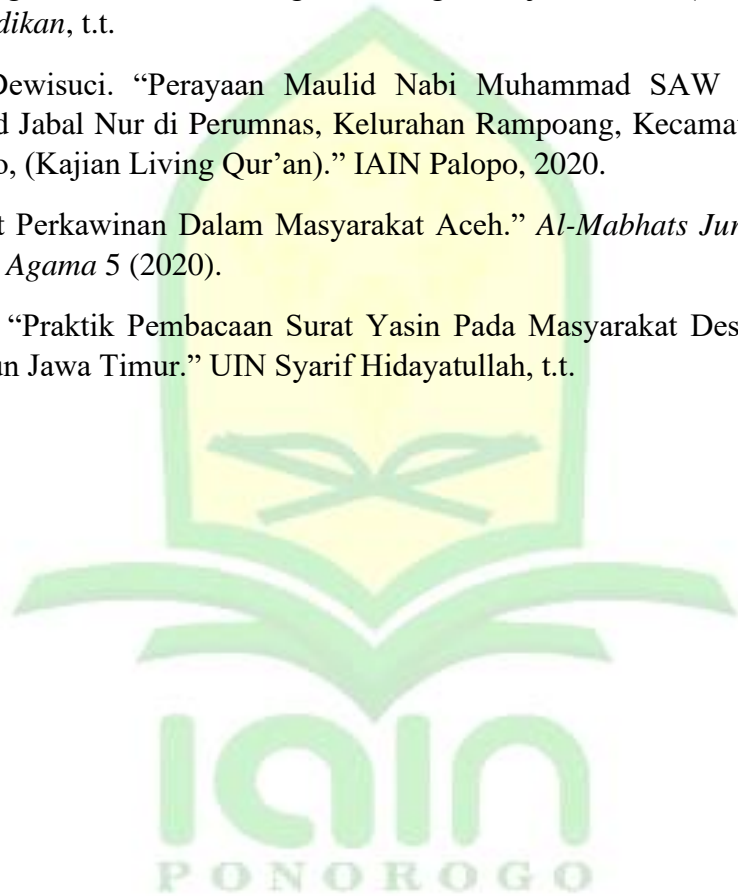 dikan, t.t.
Dewisuci. “Perayaan Maulid Nabi Muhammad SAW
d Jabal Nur di Perumnas, Kelurahan Rampoang, Kecamat
o, (Kajian Living Qur’an).” IAIN Palopo, 2020.
t Perkawinan Dalam Masyarakat Aceh.” Al-Mabhats Jur
Agama 5 (2020).
“Praktik Pembacaan Surat Yasin Pada Masyarakat Des
un Jawa Timur.” UIN Syarif Hidayatullah, t.t.
iain
PONOROGO